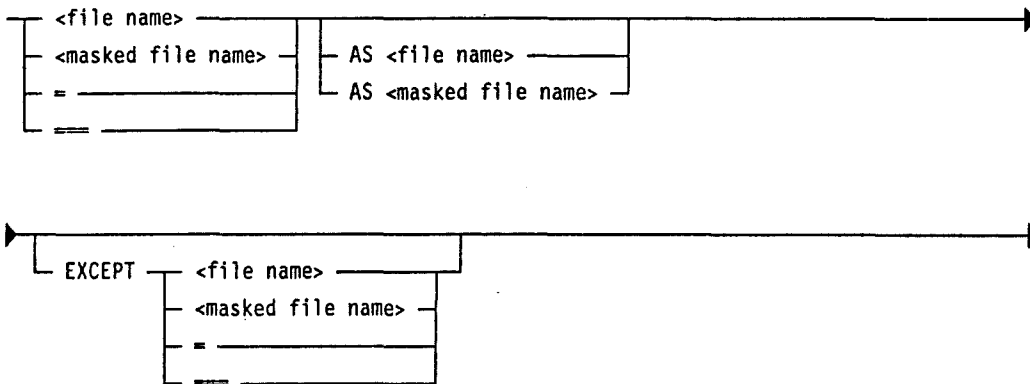 <file name>
<masked file name>
AS <file name>
=
AS <masked file name>
===
EXCEPT <file name>
<masked file name>
=
===